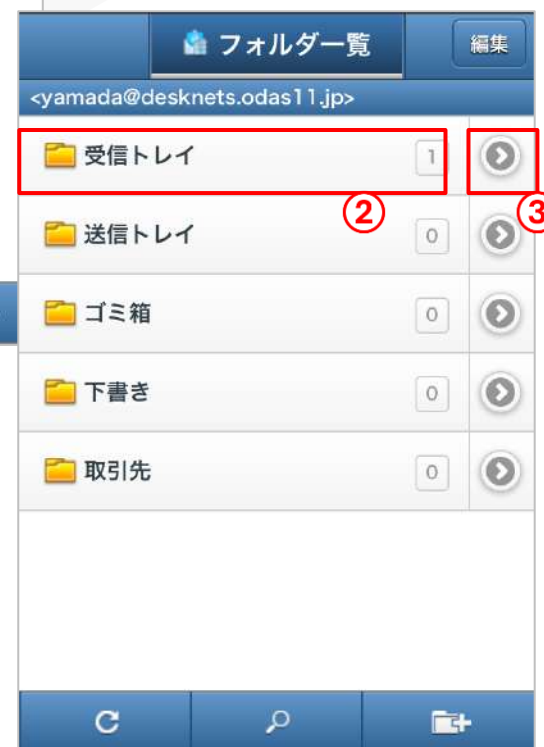 フォルダ一覧 編集
<yamada@desknets.odas11.jp>
受信トレイ 1
② ③
送信トレイ 0
ゴミ箱 0
下書き 0
取引先 0